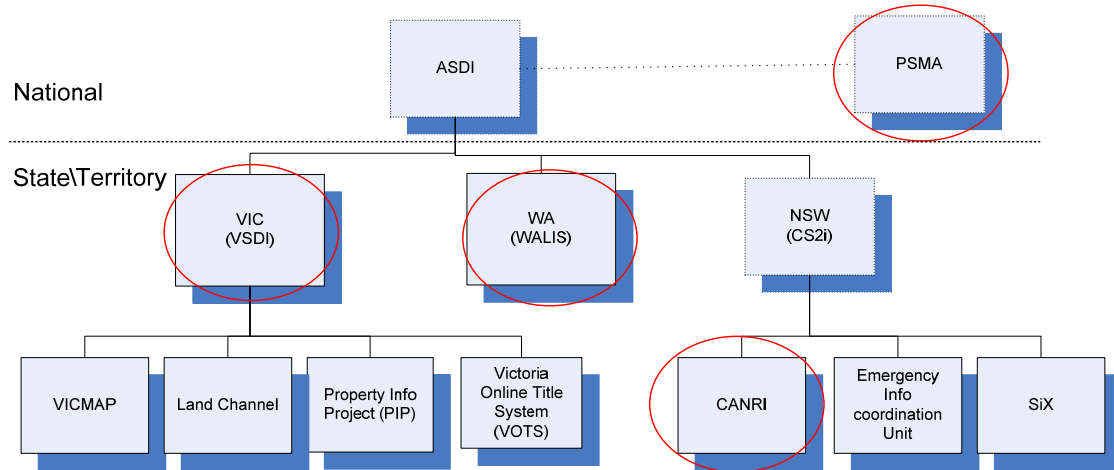 ASDI
PSMA
National
State\Territory
VIC
(VSDI)
WA
(WALIS)
NSW
(CS2i)
VICMAP
Land Channel
Property Info
Project (PIP)
Victoria
Online Title
System
(VOTS)
CANRI
Emergency
Info
coordination
Unit
SiX